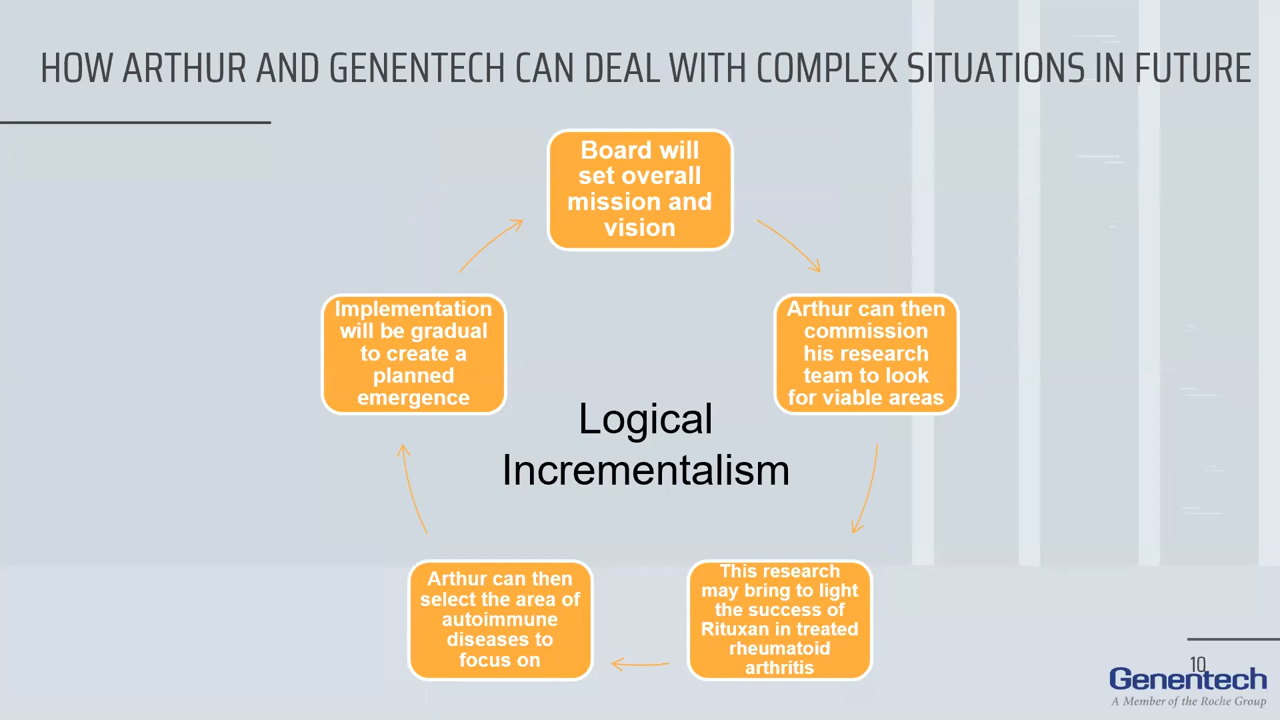 HOW ARTHUR AND GENENTECH CAN DEAL WITH COMPLEX SITUATIONS IN FUTURE
Board will
set overall
mission and
vision
Arthur can then
commission
his research
team to look
for viable areas
This research
may bring to light
the success of
Rituxan in treated
rheumatoid
arthritis
Arthur can then
select the area of
autoimmune
diseases to
focus on
Implementation
will be gradual
to create a
planned
emergence
Logical
Incrementalism
10
Genentech
A Member of the Roche Group